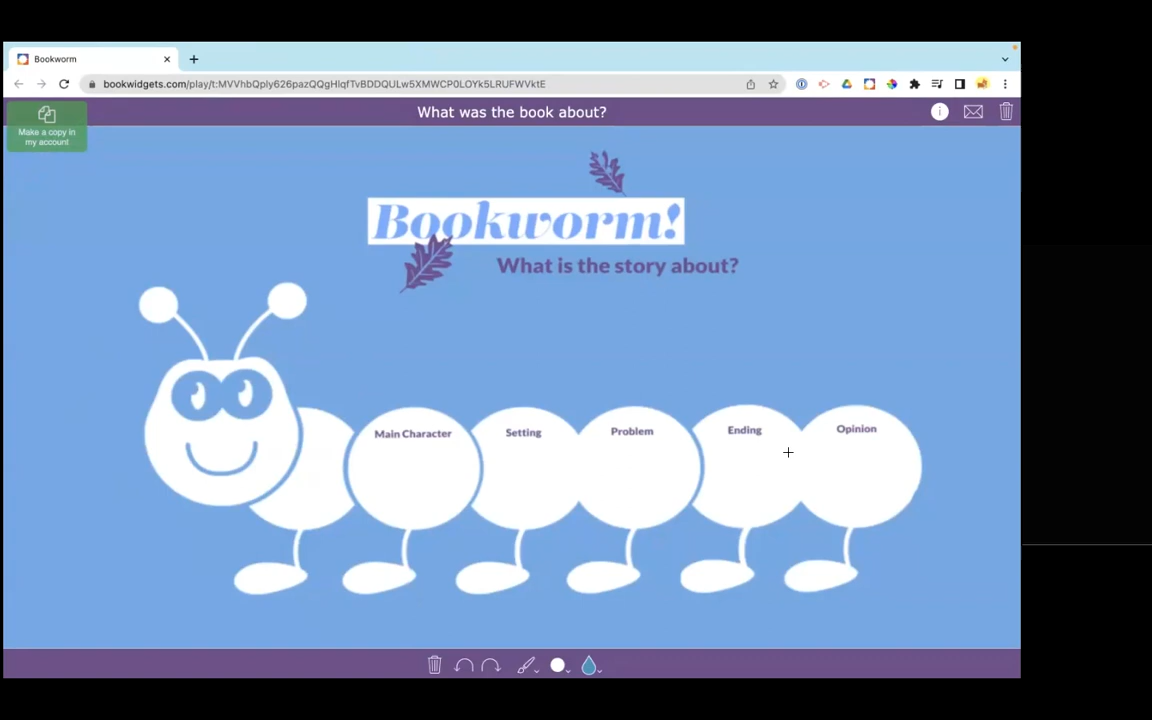 Bookworm
bookwidgets.com/play/t:MVVhbQply626pazQQgHlqfTvBDDQULw5XMWCP0LOYk5LRUFWVktE
Make a copy in
my account
What was the book about?
Bookworm!
What is the story about?
Main Character
Setting
Problem
Ending
Opinion